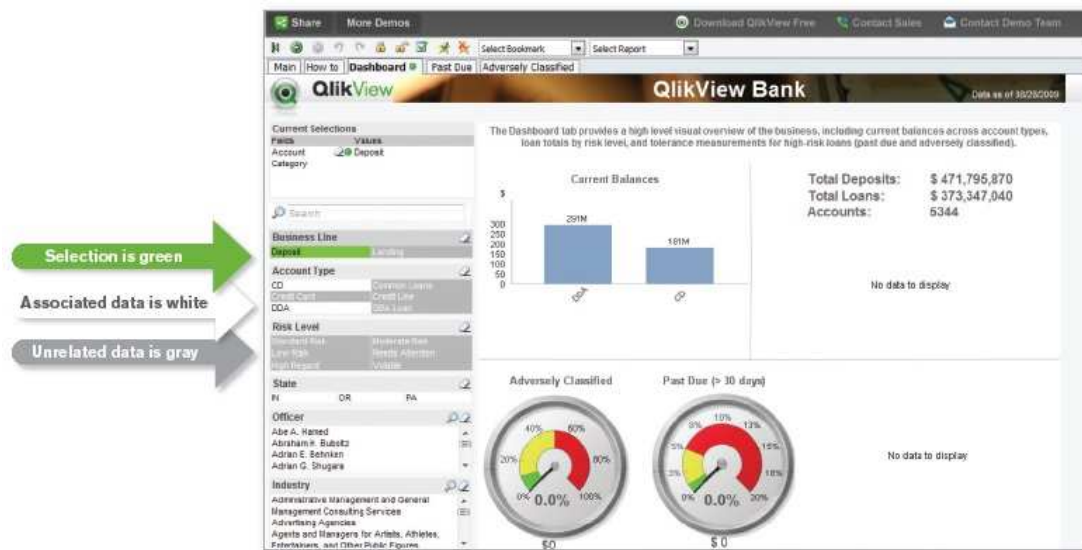 Share More Demos Download QlikView Free Contact Sales Contact Demo Team
Select Bookmark Select Report
Main How to Dashboard Past Due Adversely Classified
QlikView QlikView Bank Data as of
Current Selections
Fields Values
Account Deposit
Category
The Dashboard tab provides a high level visual overview of the business, including current balances across account types,
loan totals by risk level, and tolerance measurements for high-risk loans (past due and adversely classified).
Search
Business Line
Deposit Lending
Account Type
CD Common Loans
Credit Card Credit Line
DDA DDA Loan
Risk Level
Standard Risk Moderate Risk
Low Risk Needs Attention
High Regard Volatile
State
IN OR PA
Officer
Abe A. Hamed
Abraham R. Bubsitz
Adrian E. Behnken
Adrian G. Shugars
Industry
Administrative Management and General
Management Consulting Services
Advertising Agencies
Agents and Managers for Artists, Athletes,
Entertainers, and Other Public Figures
Selection is green
Associated data is white
Unrelated data is gray
Current Balances
$
300
250
200
150
100
50
0
291M
181M
DDA
CD
Total Deposits: $ 471,795,870
Total Loans: $ 373,347,040
Accounts: 5344
No data to display
Adversely Classified
0% 20% 40% 60% 80% 100%
0.0%
$0
Past Due (> 30 days)
0% 3% 5% 8% 10% 13% 15% 18% 20%
0.0%
$ 0
No data to display